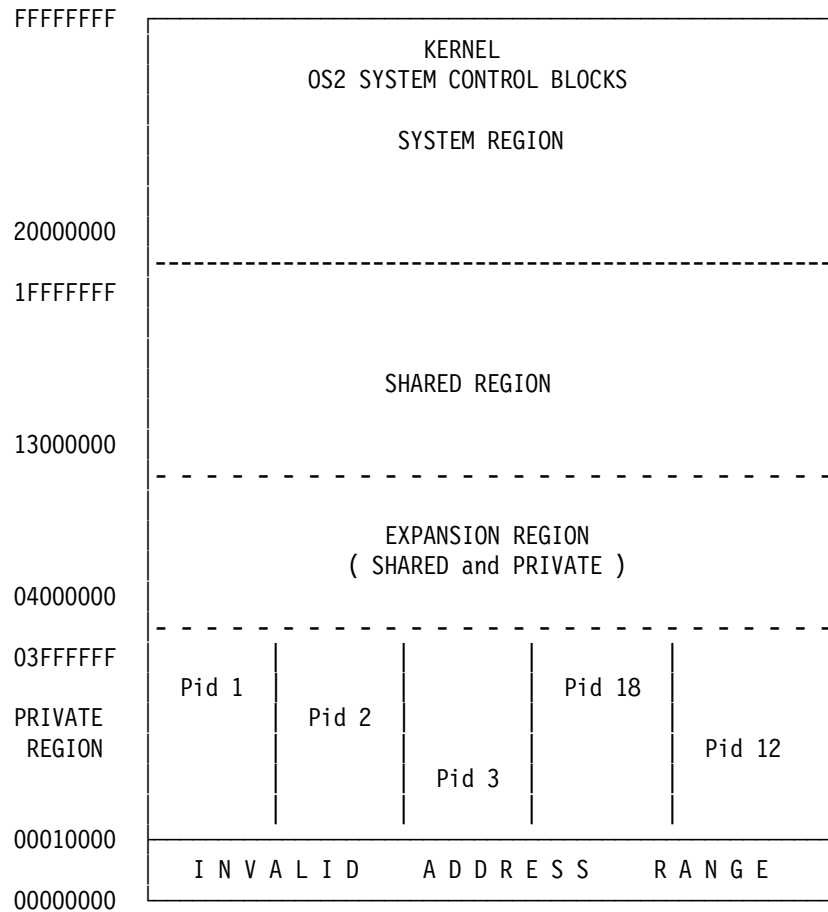 FFFFFFFF
KERNEL
OS2 SYSTEM CONTROL BLOCKS
SYSTEM REGION
20000000
1FFFFFFF
SHARED REGION
13000000
EXPANSION REGION
( SHARED and PRIVATE )
04000000
03FFFFFF
Pid 1 Pid 18
PRIVATE Pid 2
REGION Pid 12
Pid 3
00010000
I N V A L I D A D D R E S S R A N G E
00000000